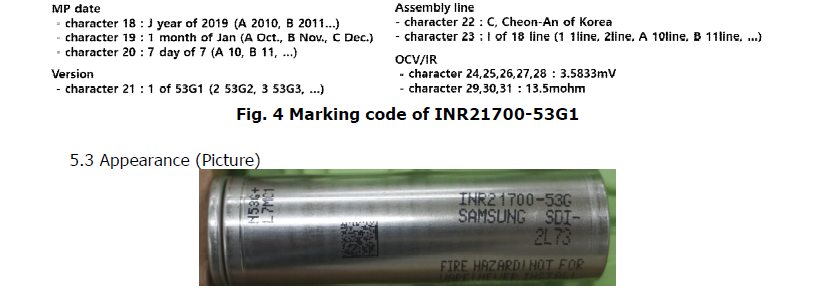 MP date
- character 18 : J year of 2019 (A 2010, B 2011...)
- character 19 : 1 month of Jan (A Oct., B Nov., C Dec.)
- character 20 : 7 day of 7 (A 10, B 11, ...)
Version
- character 21 : 1 of 53G1 (2 53G2, 3 53G3, ...)
Assembly line
- character 22 : C, Cheon-An of Korea
- character 23 : I of 18 line (1 1line, 2line, A 10line, B 11line, ...)
OCV/IR
- character 24,25,26,27,28 : 3.5833mV
- character 29,30,31 : 13.5mohm
Fig. 4 Marking code of INR21700-53G1
5.3 Appearance (Picture)
INR21700-53G
SAMSUNG SDI-
2L73
FIRE HAZARD! NOT FOR